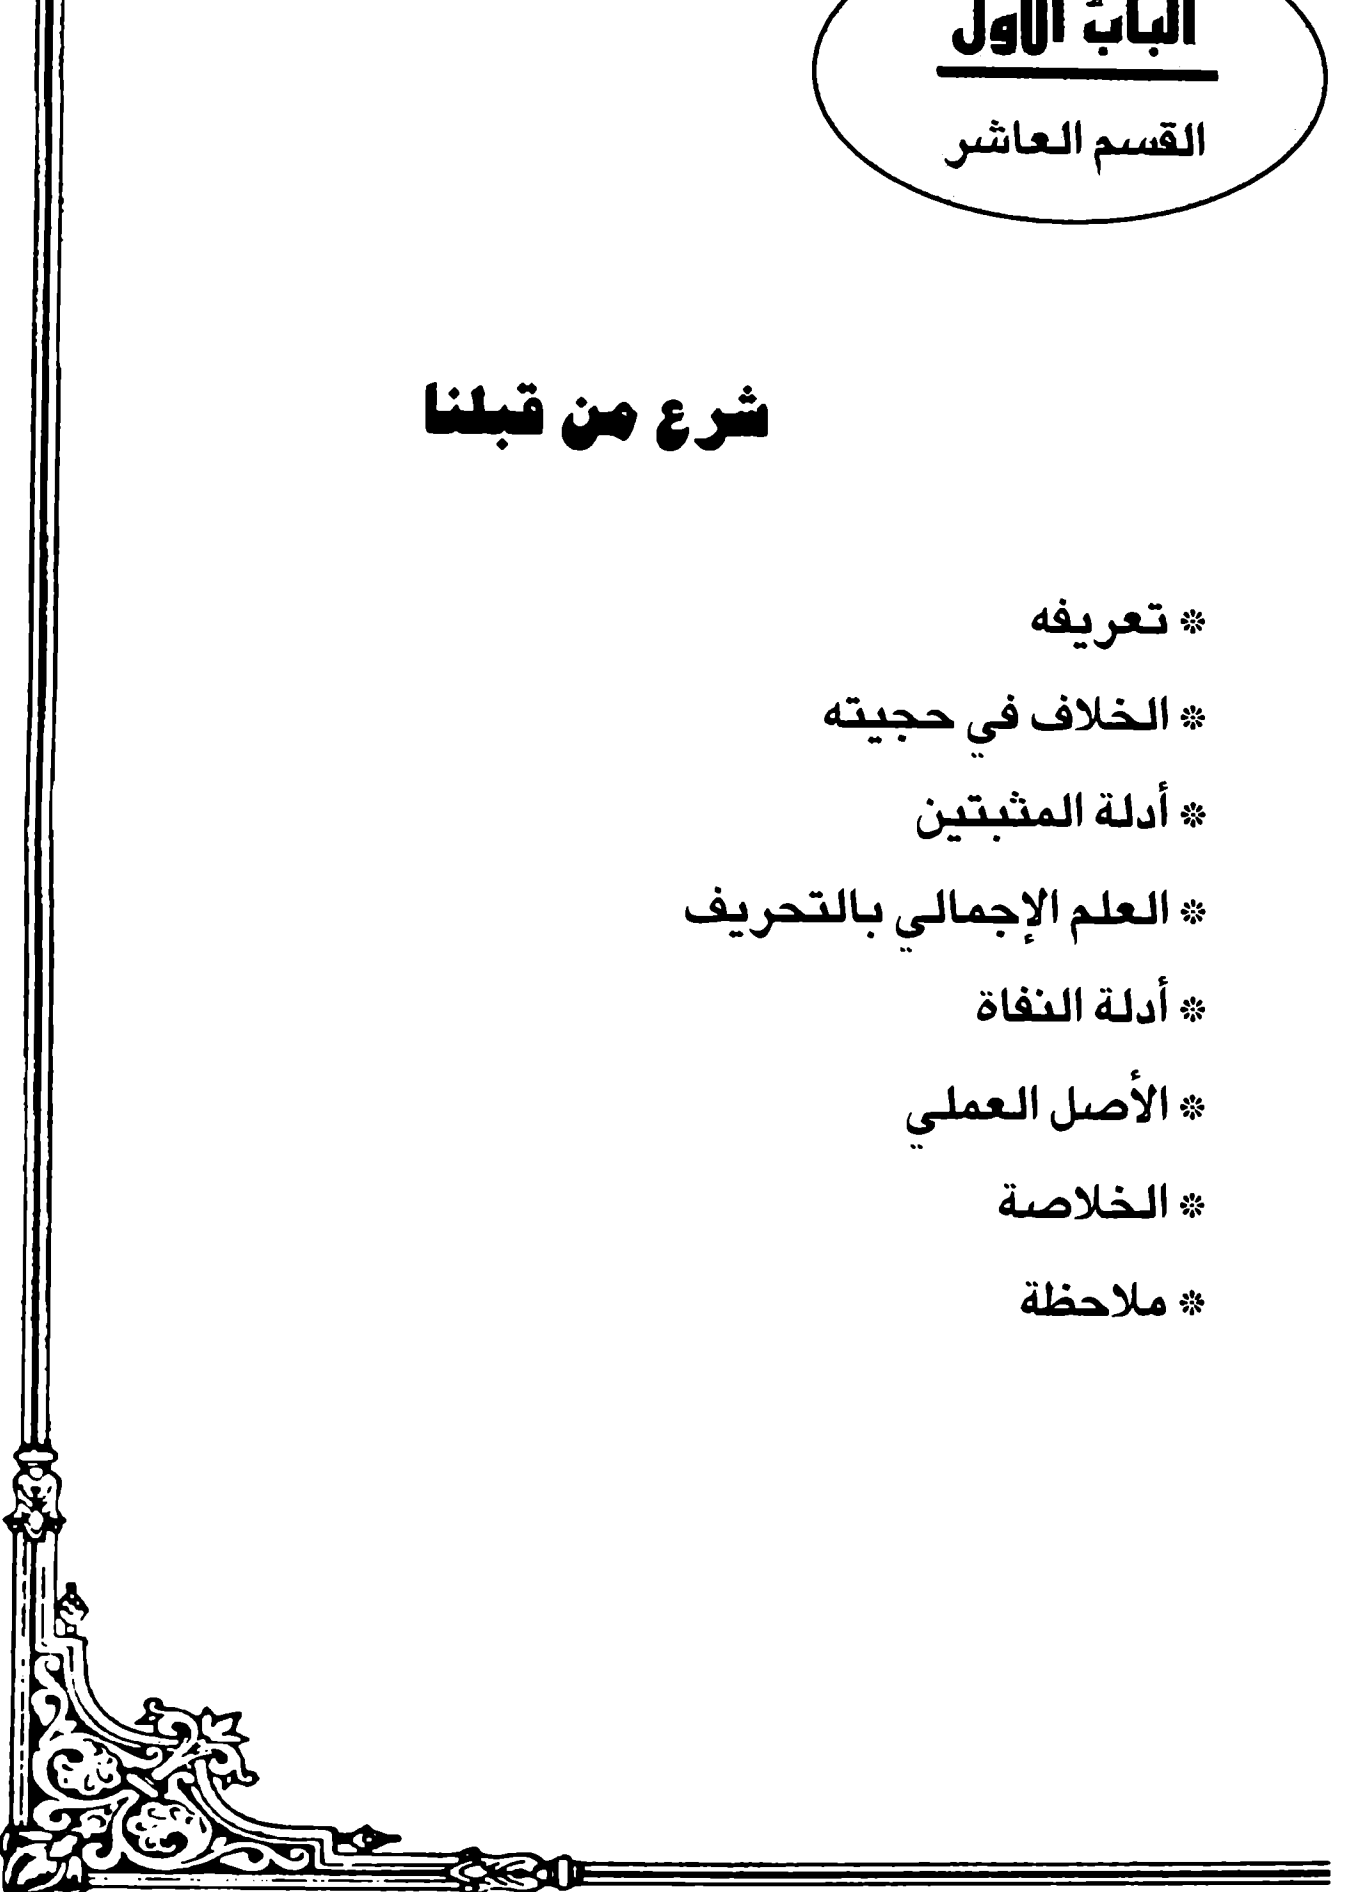 الباب الأول
القسم العاشر
شرع من قبلنا
* تعريفه
* الخلاف في حجيته
* أدلة المثبتين
* العلم الإجمالي بالتحريف
* أدلة النفاة
* الأصل العملي
* الخلاصة
* ملاحظة